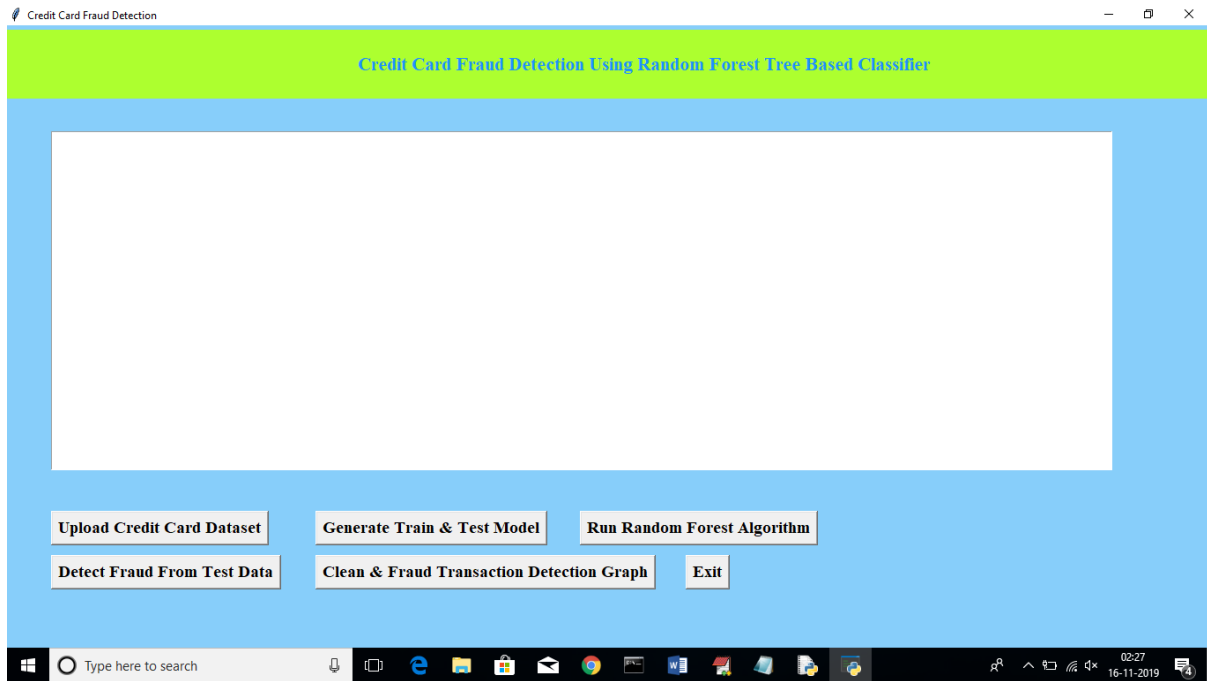 Credit Card Fraud Detection
Credit Card Fraud Detection Using Random Forest Tree Based Classifier
Upload Credit Card Dataset Generate Train & Test Model Run Random Forest Algorithm
Detect Fraud From Test Data Clean & Fraud Transaction Detection Graph Exit
Type here to search
02:27
16-11-2019
4